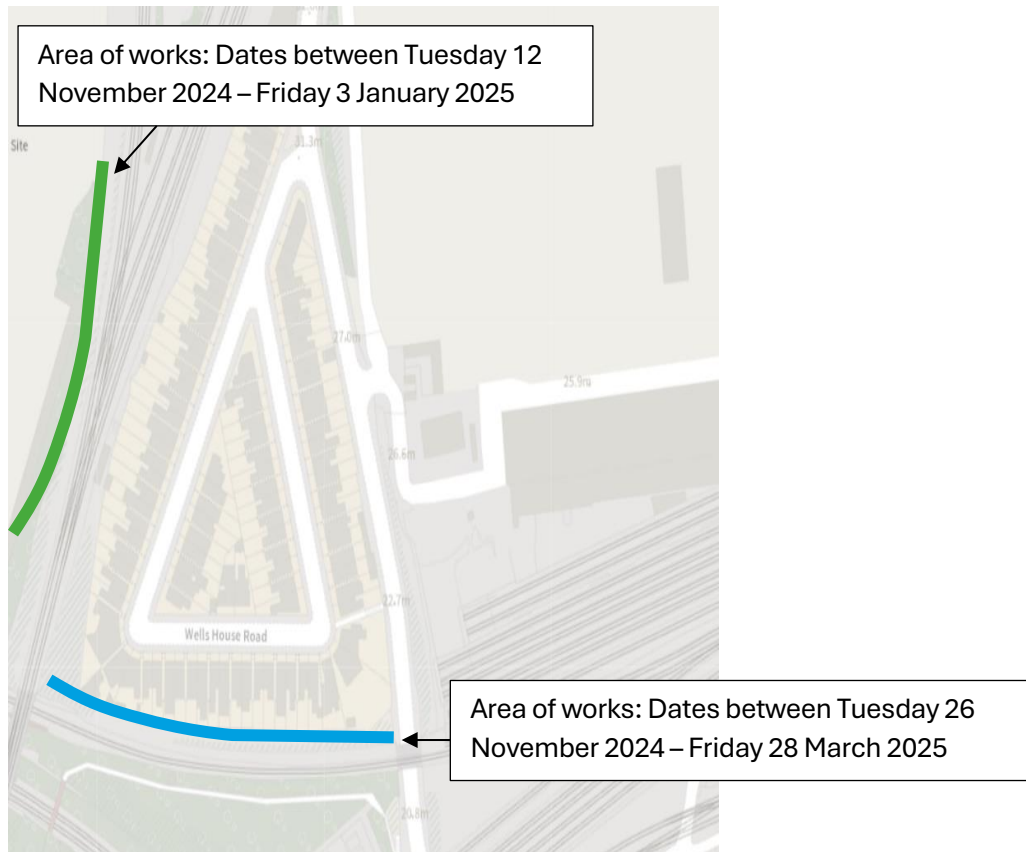 Area of works: Dates between Tuesday 12
November 2024 – Friday 3 January 2025
Site
31.3m
27.0m
25.9m
26.6m
22.7m
Wells House Road
Area of works: Dates between Tuesday 26
November 2024 – Friday 28 March 2025
20.8m